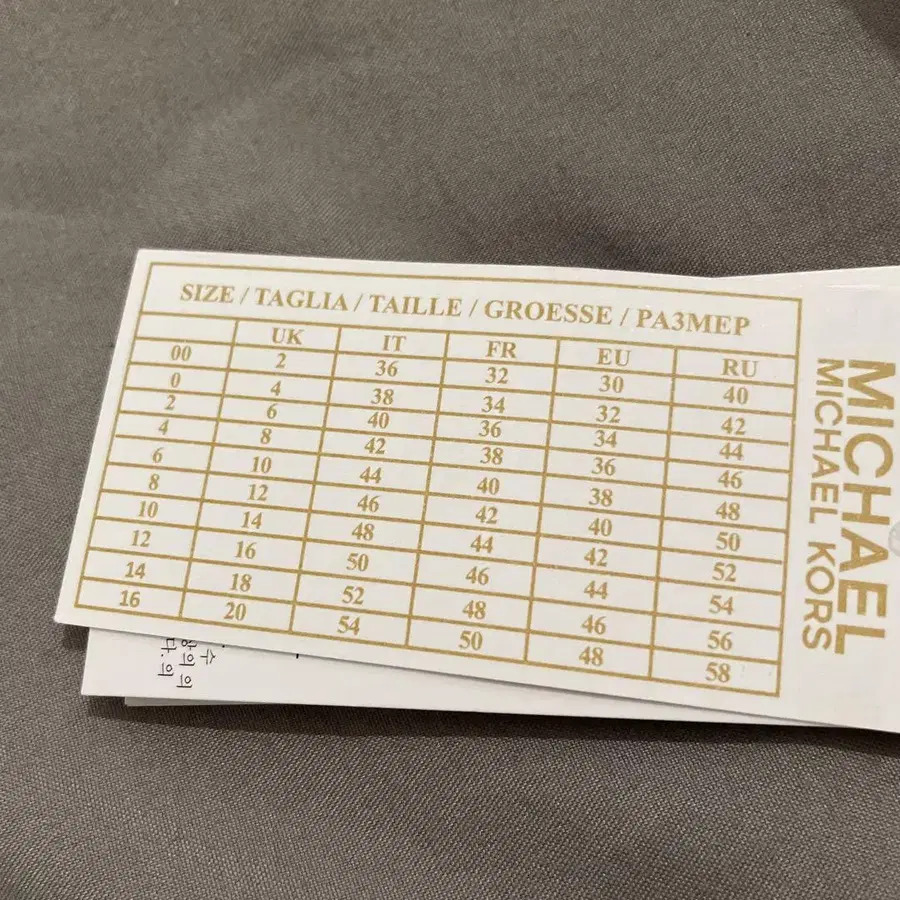 SIZE / TAGLIA / TAILLE / GROESSE / PA3MEP
UK IT FR EU RU
00 2 36 32 30 40
0 4 38 34 32 42
2 6 40 36 34 44
4 8 42 38 36 46
6 10 44 40 38 48
8 12 46 42 40 50
10 14 48 44 42 52
12 16 50 46 44 54
14 18 52 48 46 56
16 20 54 50 48 58
MICHAEL
MICHAEL KORS